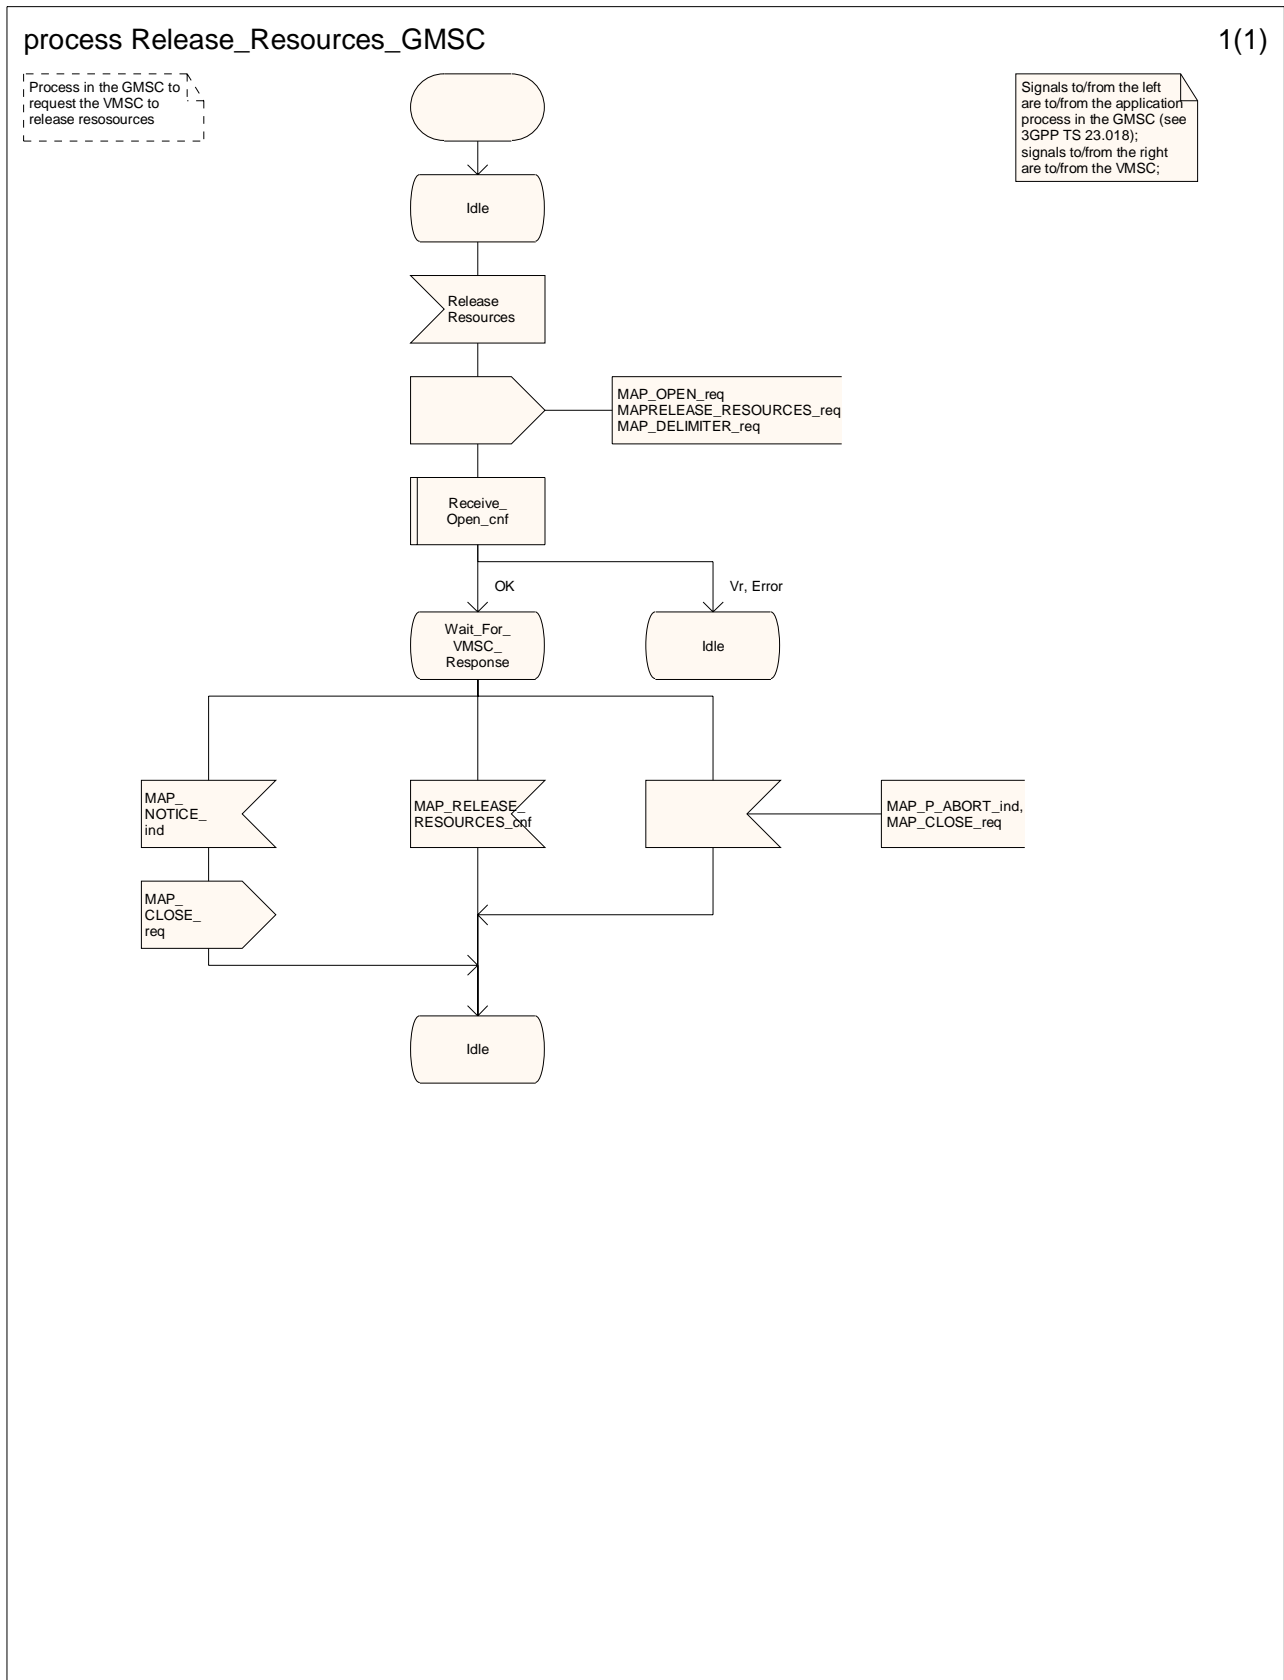 process Release_Resources_GMSC
1(1)
Process in the GMSC to
request the VMSC to
release resosources
Signals to/from the left
are to/from the application
process in the GMSC (see
3GPP TS 23.018);
signals to/from the right
are to/from the VMSC;
Idle
Release
Resources
MAP_OPEN_req
MAPRELEASE_RESOURCES_req
MAP_DELIMITER_req
Receive_
Open_cnf
OK
Vr, Error
Wait_For_
VMSC_
Response
Idle
MAP_
NOTICE_
ind
MAP_RELEASE_
RESOURCES_cnf
MAP_P_ABORT_ind,
MAP_CLOSE_req
MAP_
CLOSE_
req
Idle